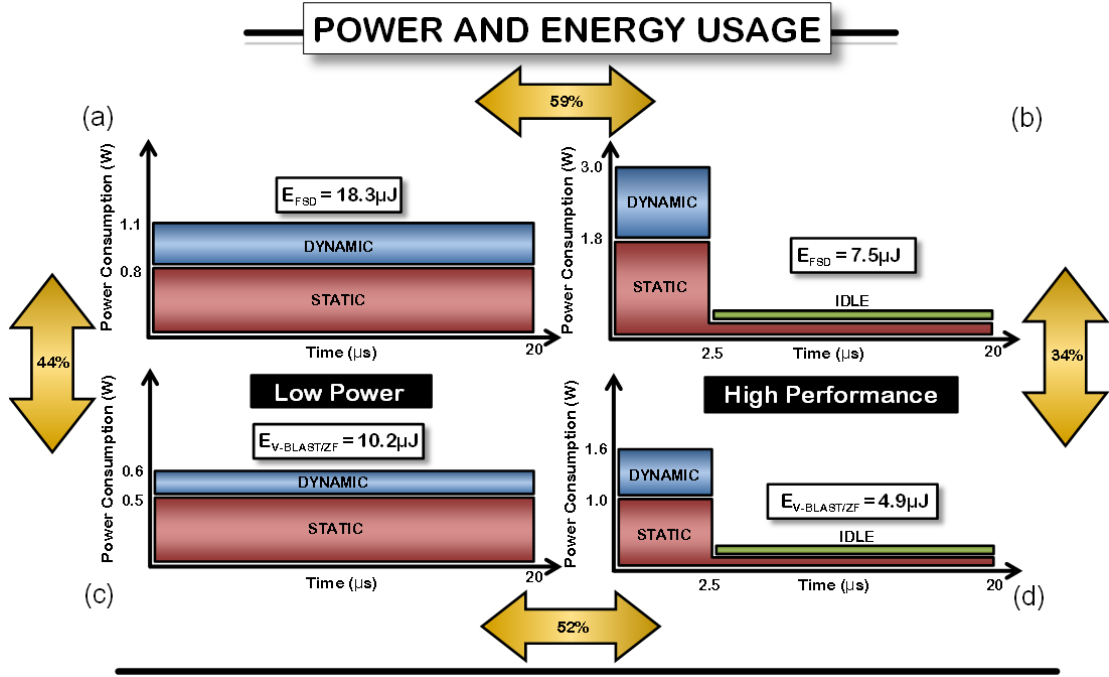 POWER AND ENERGY USAGE
59%
(a)
(b)
Power Consumption (W)
1.1
0.8
E_FSD = 18.3μJ
DYNAMIC
STATIC
Time (μs)
20
Power Consumption (W)
3.0
1.8
DYNAMIC
STATIC
E_FSD = 7.5μJ
IDLE
2.5
Time (μs)
20
44%
34%
Low Power
High Performance
Power Consumption (W)
0.6
0.5
E_V-BLAST/ZF = 10.2μJ
DYNAMIC
STATIC
Time (μs)
20
Power Consumption (W)
1.6
1.0
DYNAMIC
STATIC
E_V-BLAST/ZF = 4.9μJ
IDLE
2.5
Time (μs)
20
(c)
(d)
52%